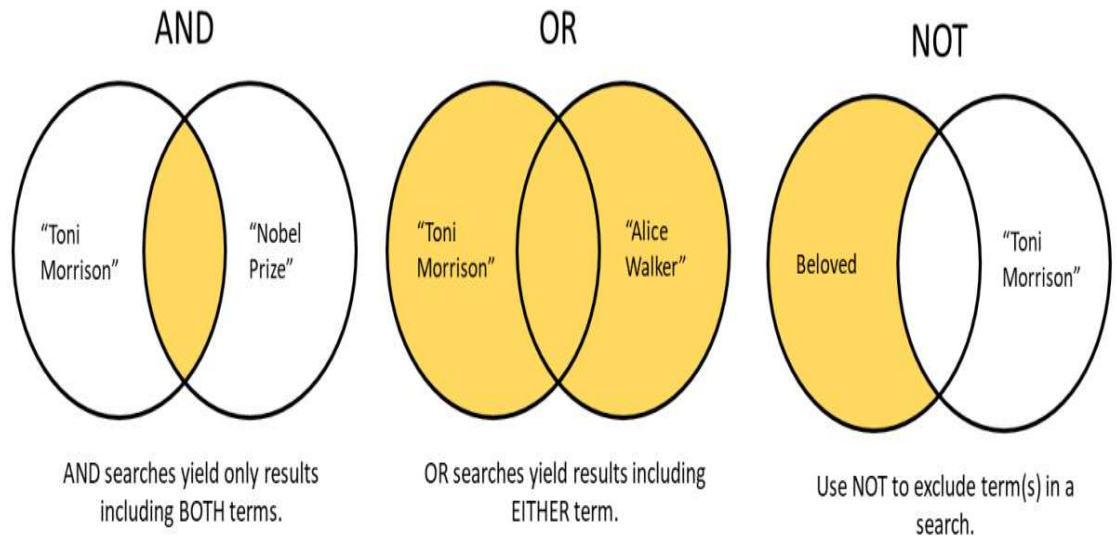 AND
OR
NOT
“Toni
Morrison”
“Nobel
Prize”
“Toni
Morrison”
“Alice
Walker”
Beloved
“Toni
Morrison”
AND searches yield only results
including BOTH terms.
OR searches yield results including
EITHER term.
Use NOT to exclude term(s) in a
search.